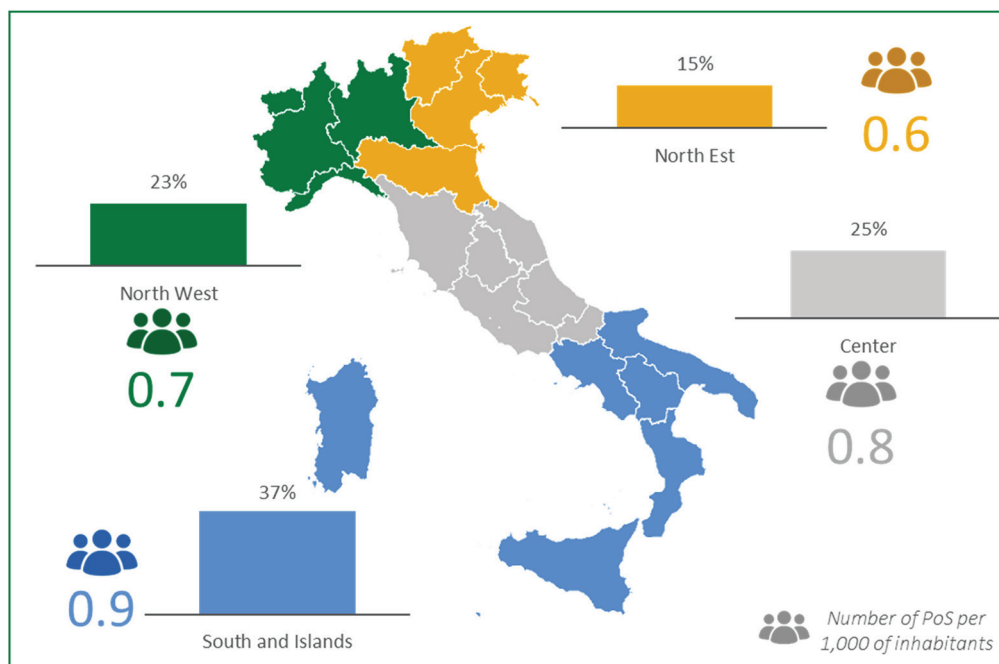 15%
North Est
0.6
23%
North West
0.7
25%
Center
0.8
37%
South and Islands
0.9
Number of PoS per
1,000 of inhabitants